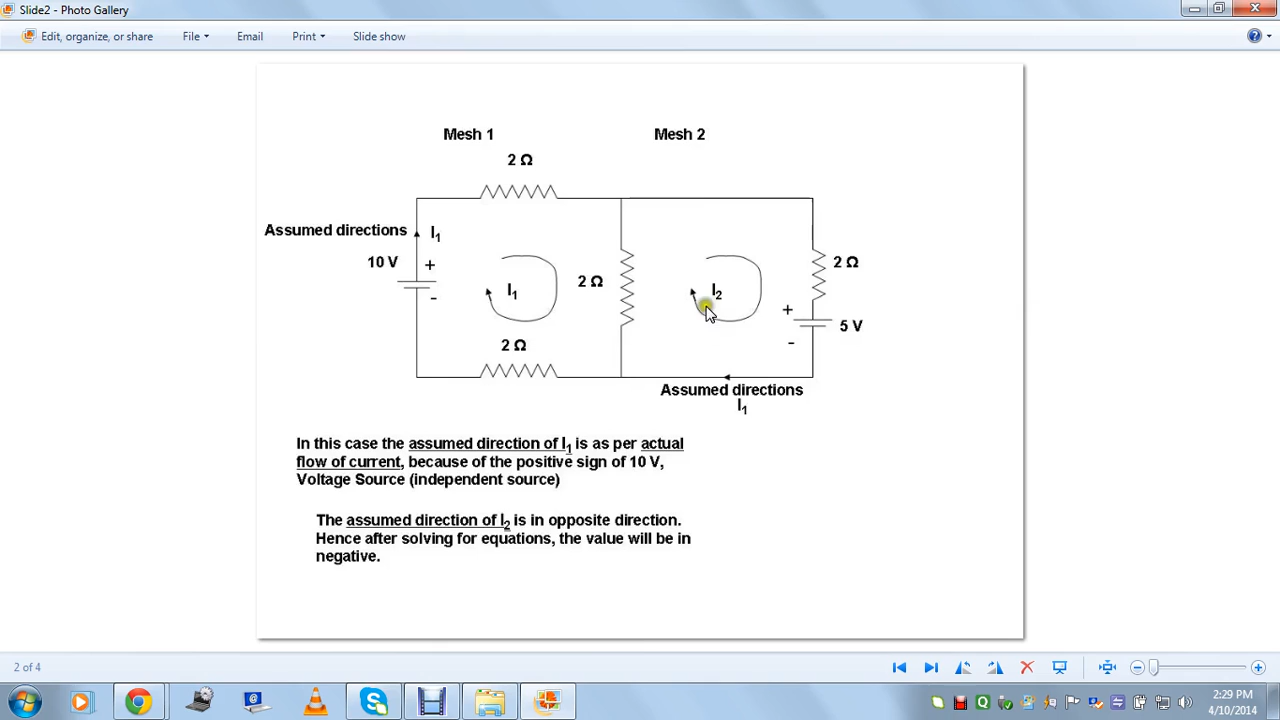 Slide2 - Photo Gallery
Edit, organize, or share File Email Print Slide show
Mesh 1 Mesh 2
2 Ω
Assumed directions I1
10 V + 2 Ω 2 Ω
I1 I2
- + 5 V
2 Ω -
Assumed directions
I1
In this case the assumed direction of I1 is as per actual
flow of current, because of the positive sign of 10 V,
Voltage Source (independent source)
The assumed direction of I2 is in opposite direction.
Hence after solving for equations, the value will be in
negative.
2 of 4
2:29 PM
4/10/2014